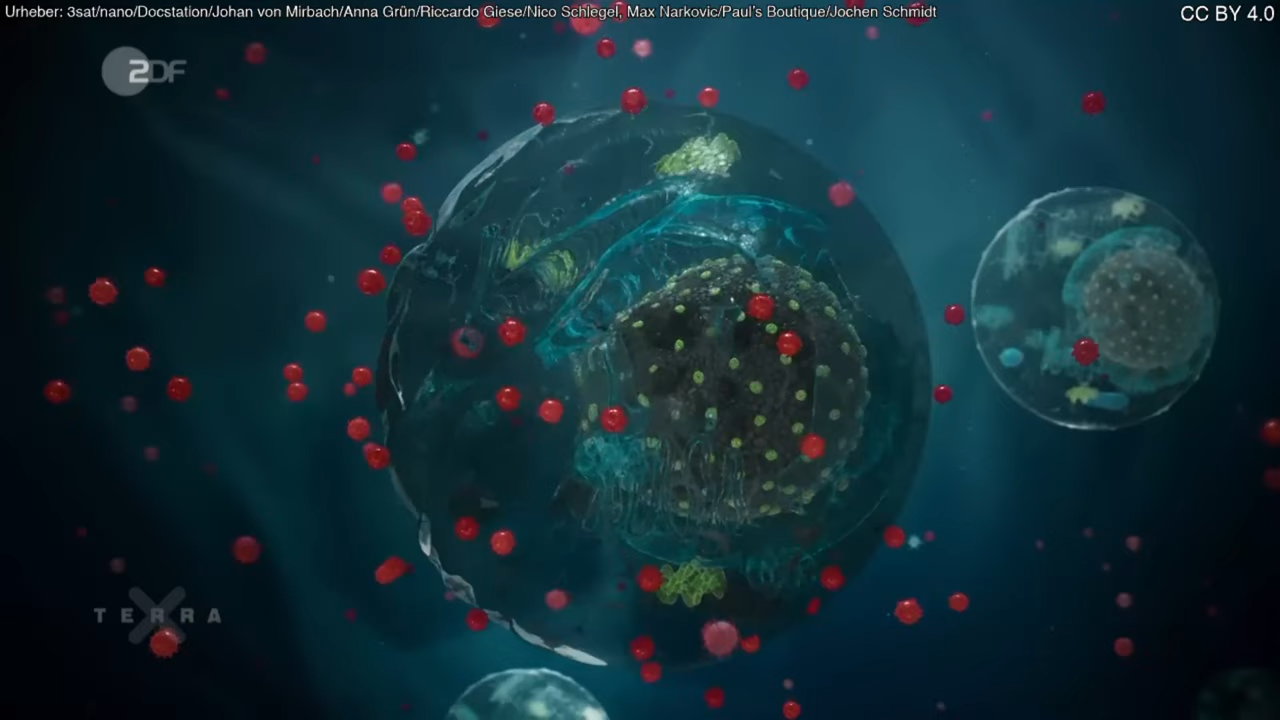 Urheber: 3sat/nano/Docstation/Johan von Mirbach/Anna Grün/Riccardo Giese/Nico Schlegel, Max Narkovic/Paul's Boutique/Jochen Schmidt
CC BY 4.0
2DF
TERRA X